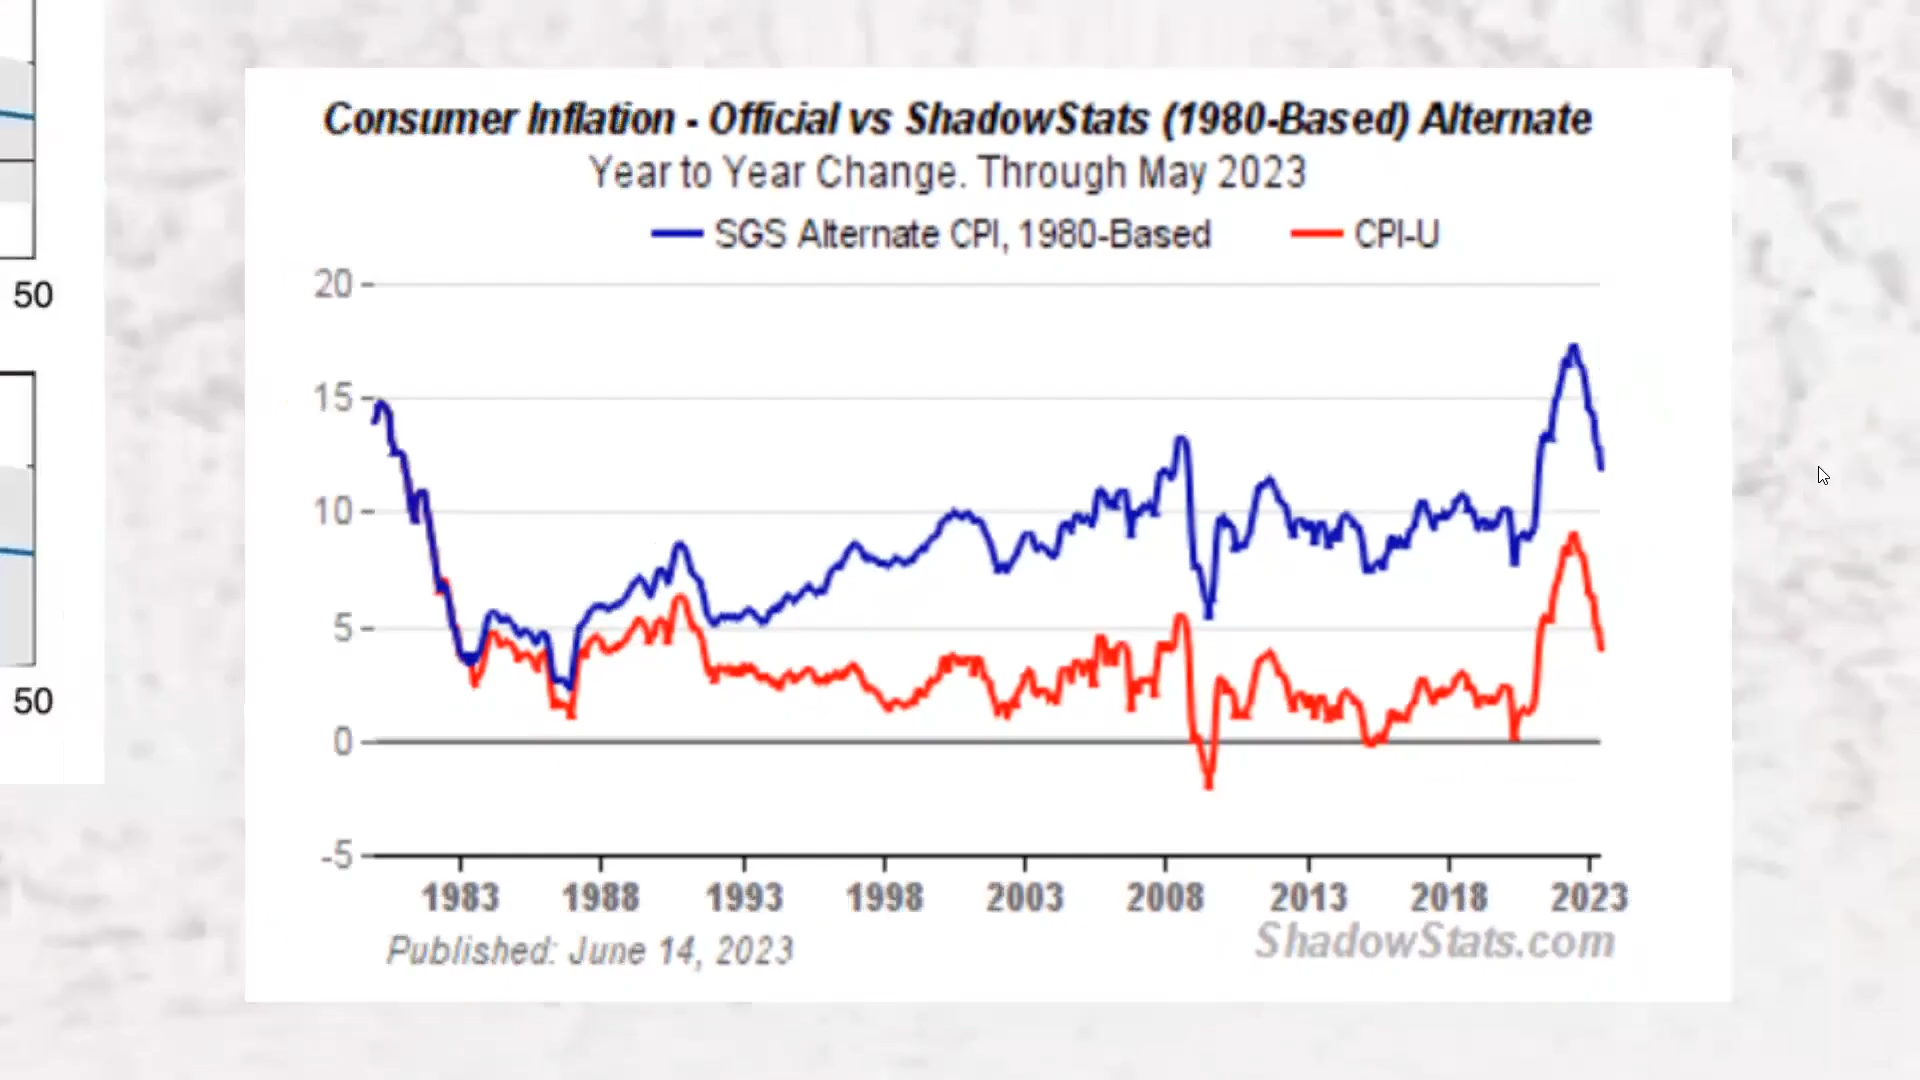 50
50
Consumer Inflation - Official vs ShadowStats (1980-Based) Alternate
Year to Year Change. Through May 2023
SGS Alternate CPI, 1980-Based CPI-U
20
15
10
5
0
-5
1983 1988 1993 1998 2003 2008 2013 2018 2023
Published: June 14, 2023
ShadowStats.com